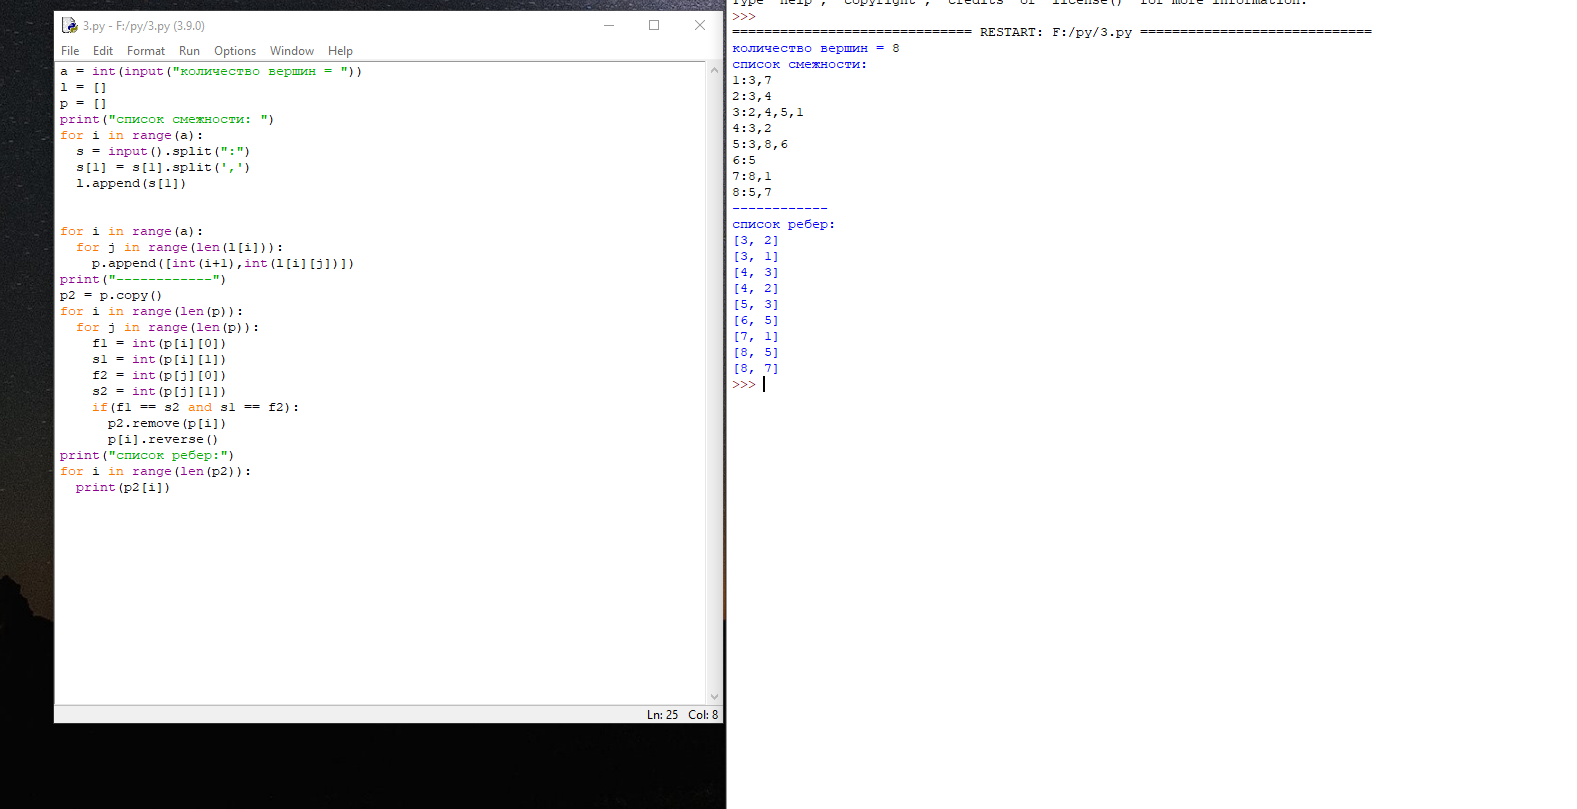 3.py - F:/py/3.py (3.9.0)
File Edit Format Run Options Window Help
a = int(input("количество вершин = "))
l = []
p = []
print("список смежности: ")
for i in range(a):
  s = input().split(":")
  s[1] = s[1].split(',')
  l.append(s[1])
for i in range(a):
  for j in range(len(l[i])):
    p.append([int(i+1),int(l[i][j])])
print("------------")
p2 = p.copy()
for i in range(len(p)):
  for j in range(len(p)):
    f1 = int(p[i][0])
    s1 = int(p[i][1])
    f2 = int(p[j][0])
    s2 = int(p[j][1])
    if(f1 == s2 and s1 == f2):
      p2.remove(p[i])
      p[i].reverse()
print("список ребер:")
for i in range(len(p2)):
  print(p2[i])
Ln: 25 Col: 8
Type "help", "copyright", "credits" or "license()" for more information.
>>>
============================== RESTART: F:/py/3.py =============================
количество вершин = 8
список смежности:
1:3,7
2:3,4
3:2,4,5,1
4:3,2
5:3,8,6
6:5
7:8,1
8:5,7
------------
список ребер:
[3, 2]
[3, 1]
[4, 3]
[4, 2]
[5, 3]
[6, 5]
[7, 1]
[8, 5]
[8, 7]
>>>